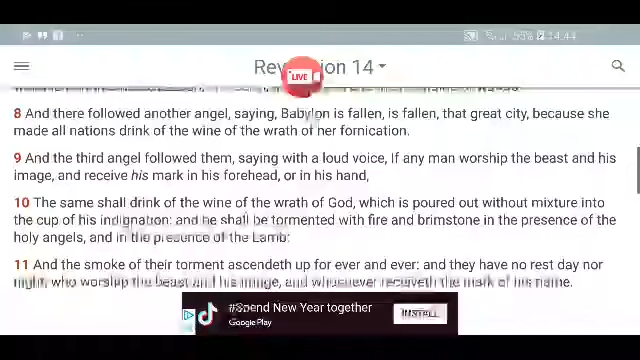 55% 14:44
Revelation 14
LIVE
8 And there followed another angel, saying, Babylon is fallen, is fallen, that great city, because she
made all nations drink of the wine of the wrath of her fornication.
9 And the third angel followed them, saying with a loud voice, If any man worship the beast and his
image, and receive his mark in his forehead, or in his hand,
10 The same shall drink of the wine of the wrath of God, which is poured out without mixture into
the cup of his indignation; and he shall be tormented with fire and brimstone in the presence of the
holy angels, and in the presence of the Lamb:
11 And the smoke of their torment ascendeth up for ever and ever: and they have no rest day nor
night, who worship the beast and his image, and whosoever receiveth the mark of his name.
#Spend New Year together
Google Play
INSTALL